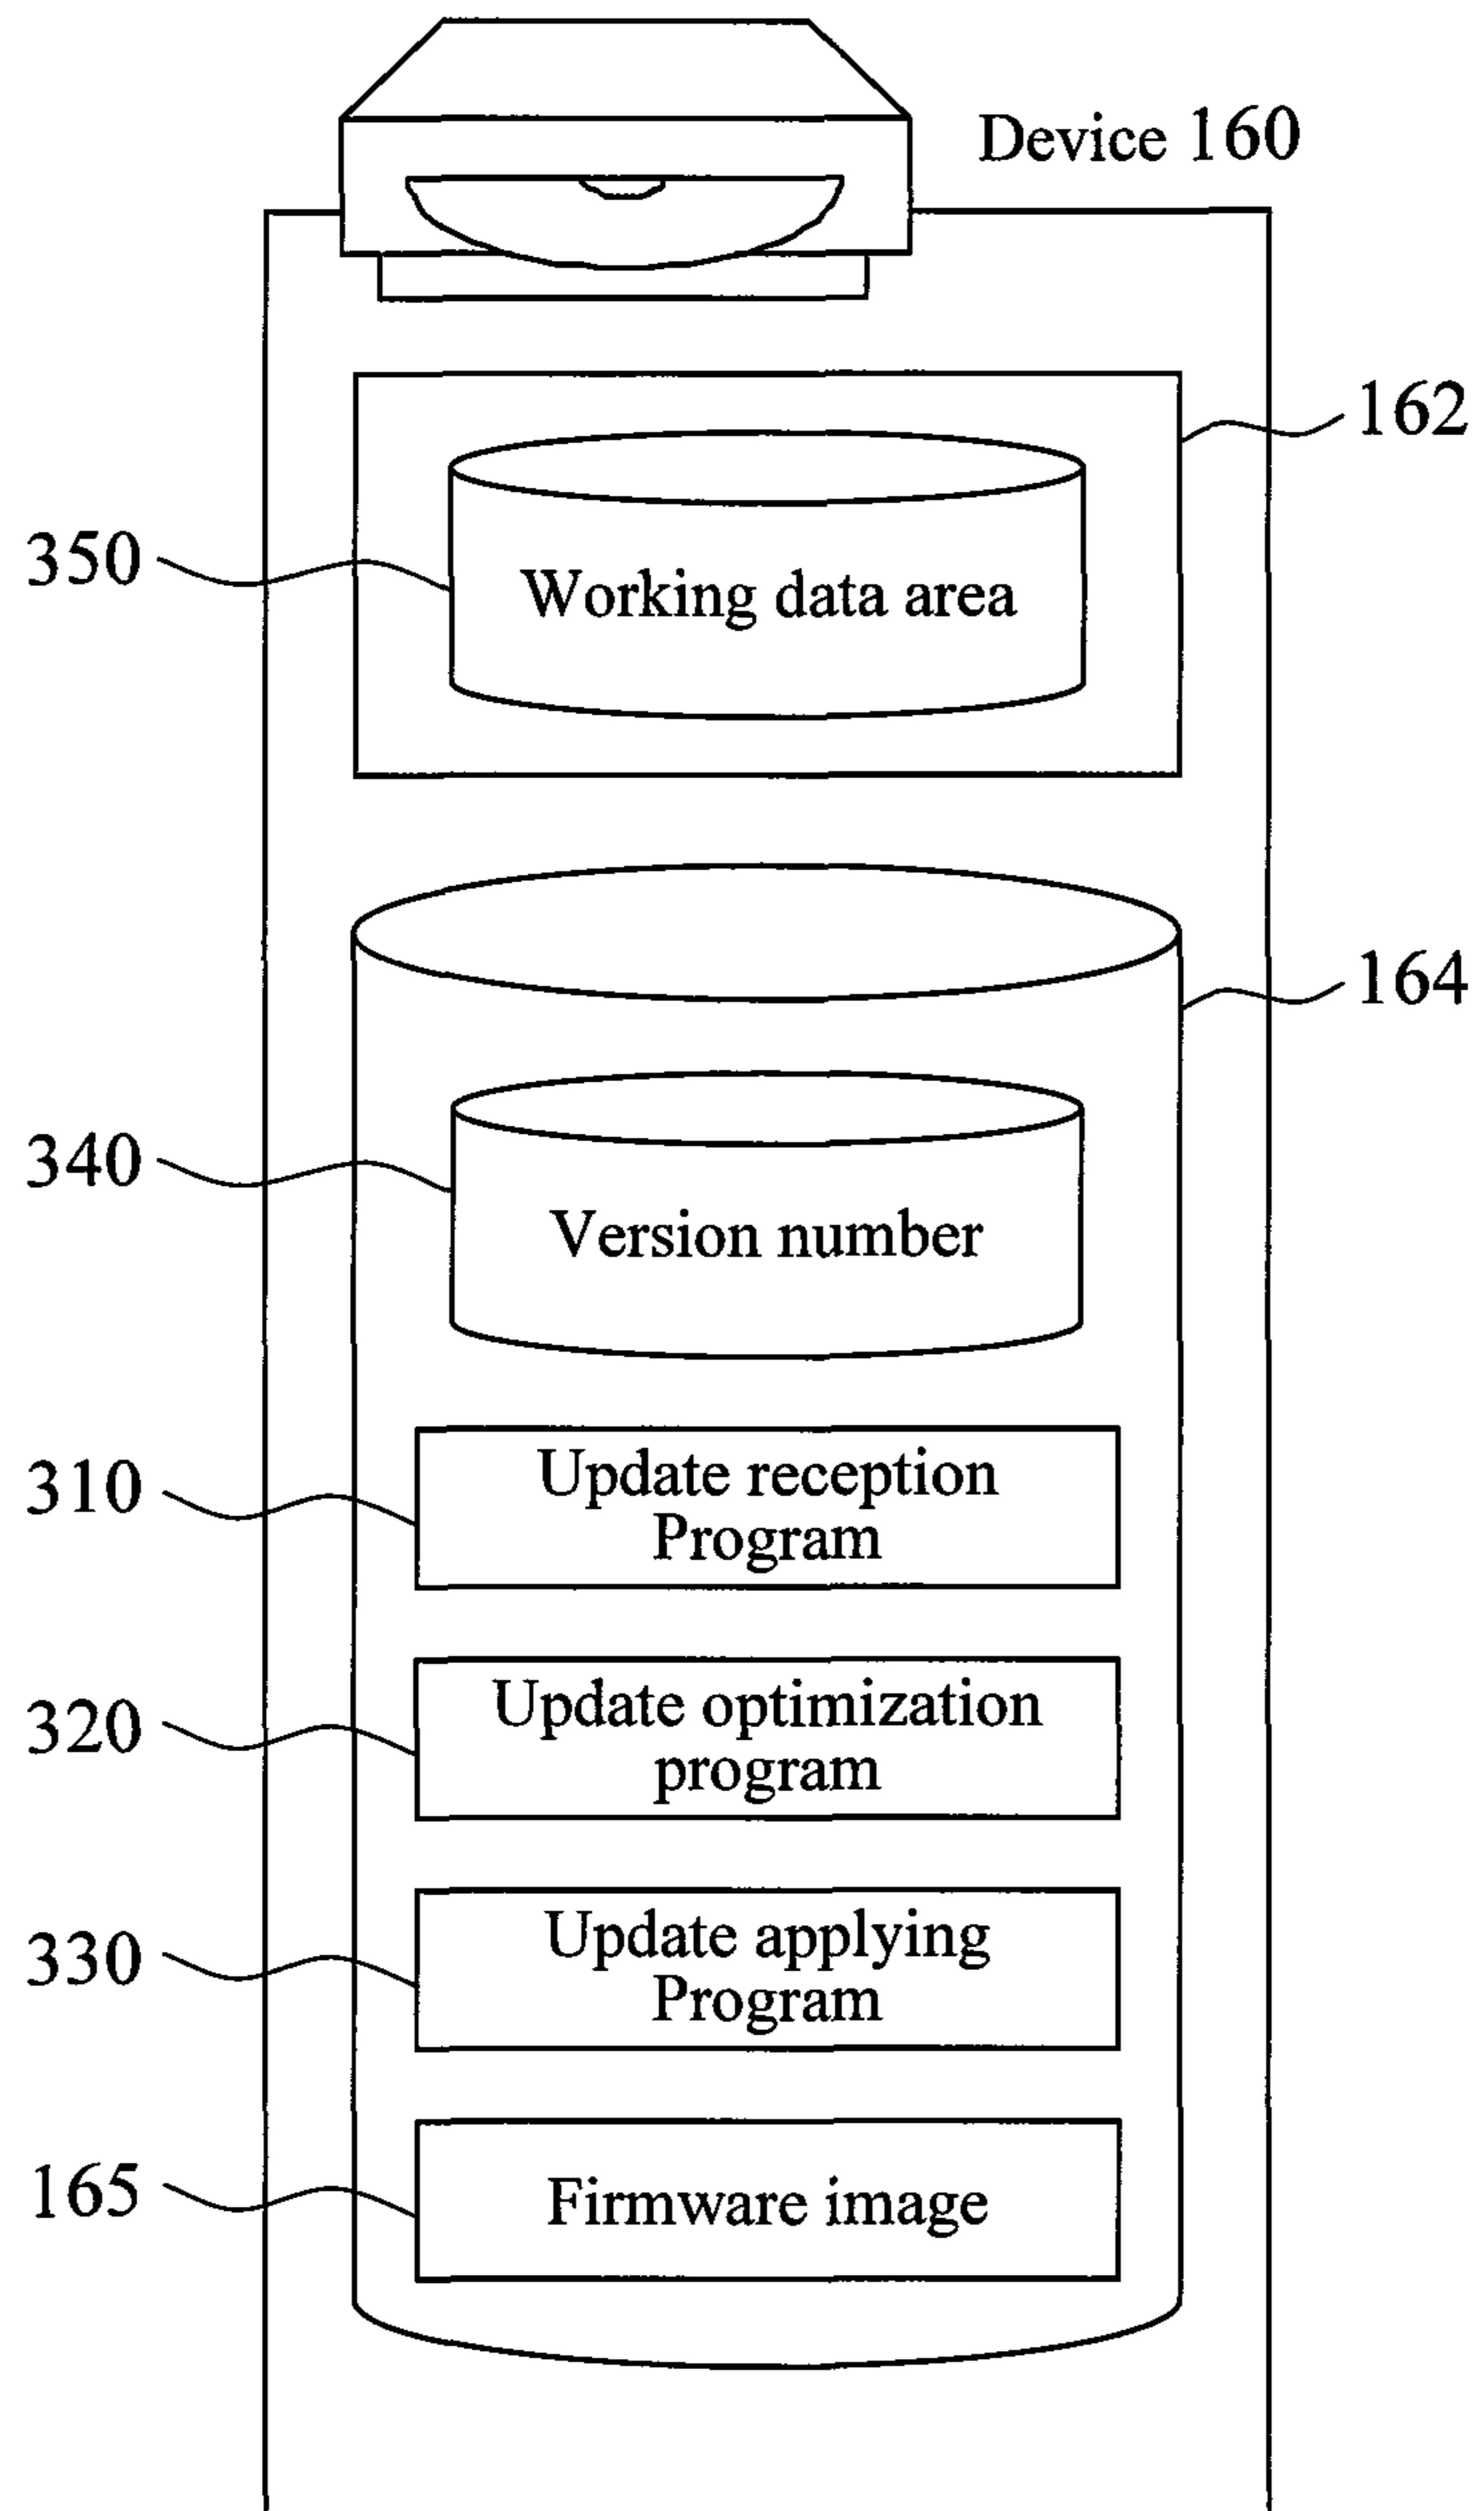 Device 160
162
350
Working data area
164
340
Version number
310
Update reception
Program
320
Update optimization
program
330
Update applying
Program
165
Firmware image